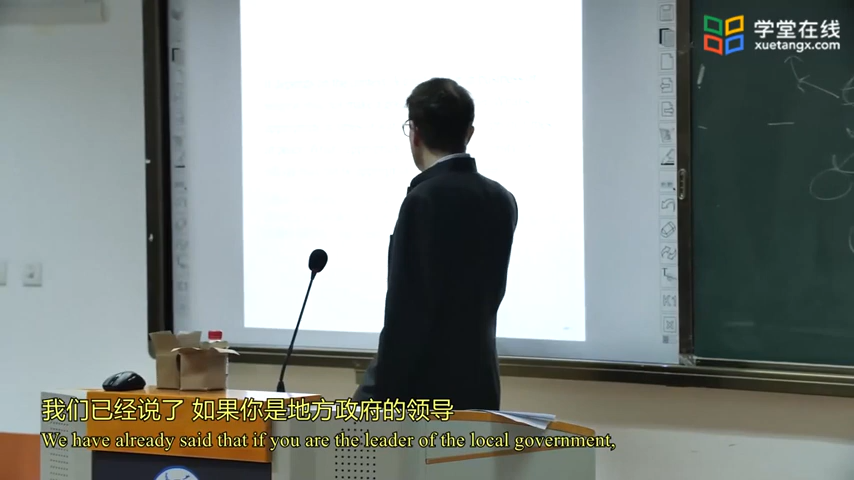 学堂在线
xuetangx.com
K1
我们已经说了 如果你是地方政府的领导
We have already said that if you are the leader of the local government,